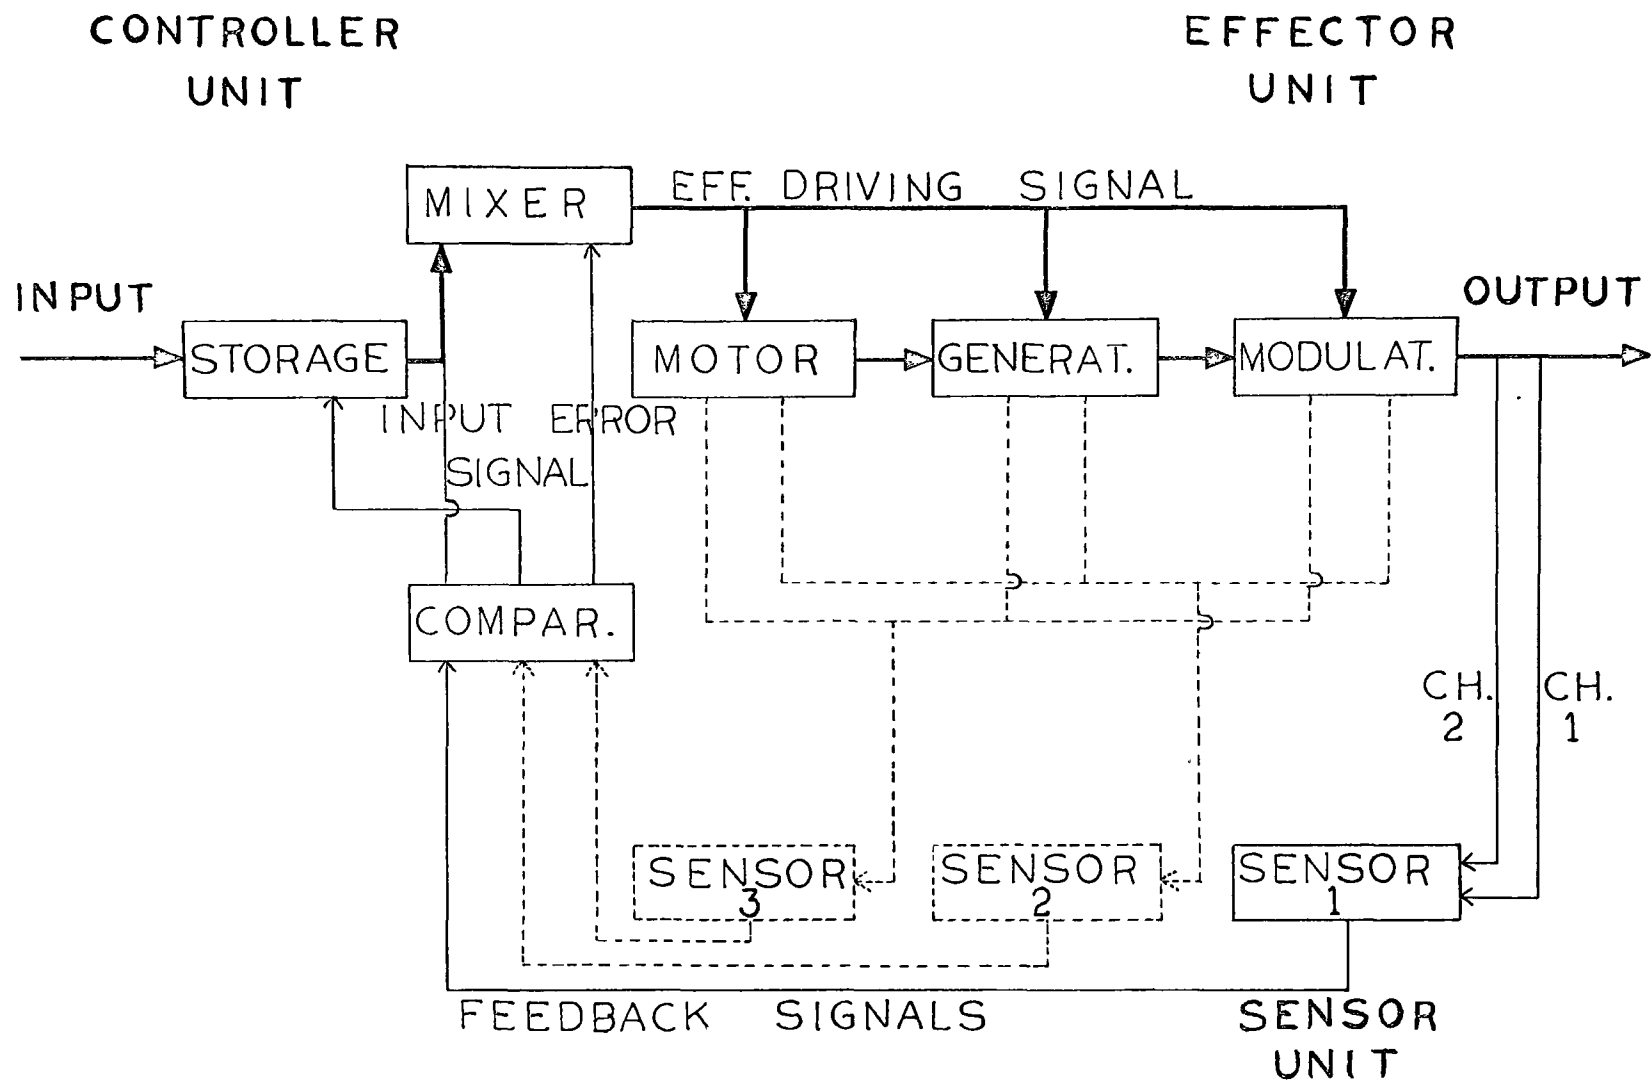 CONTROLLER
UNIT
EFFECTOR
UNIT
MIXER
EFF. DRIVING SIGNAL
INPUT
OUTPUT
STORAGE
MOTOR
GENERAT.
MODULAT.
INPUT ERROR
SIGNAL
COMPAR.
CH.
2
CH.
1
SENSOR
3
SENSOR
2
SENSOR
1
FEEDBACK SIGNALS
SENSOR
UNIT